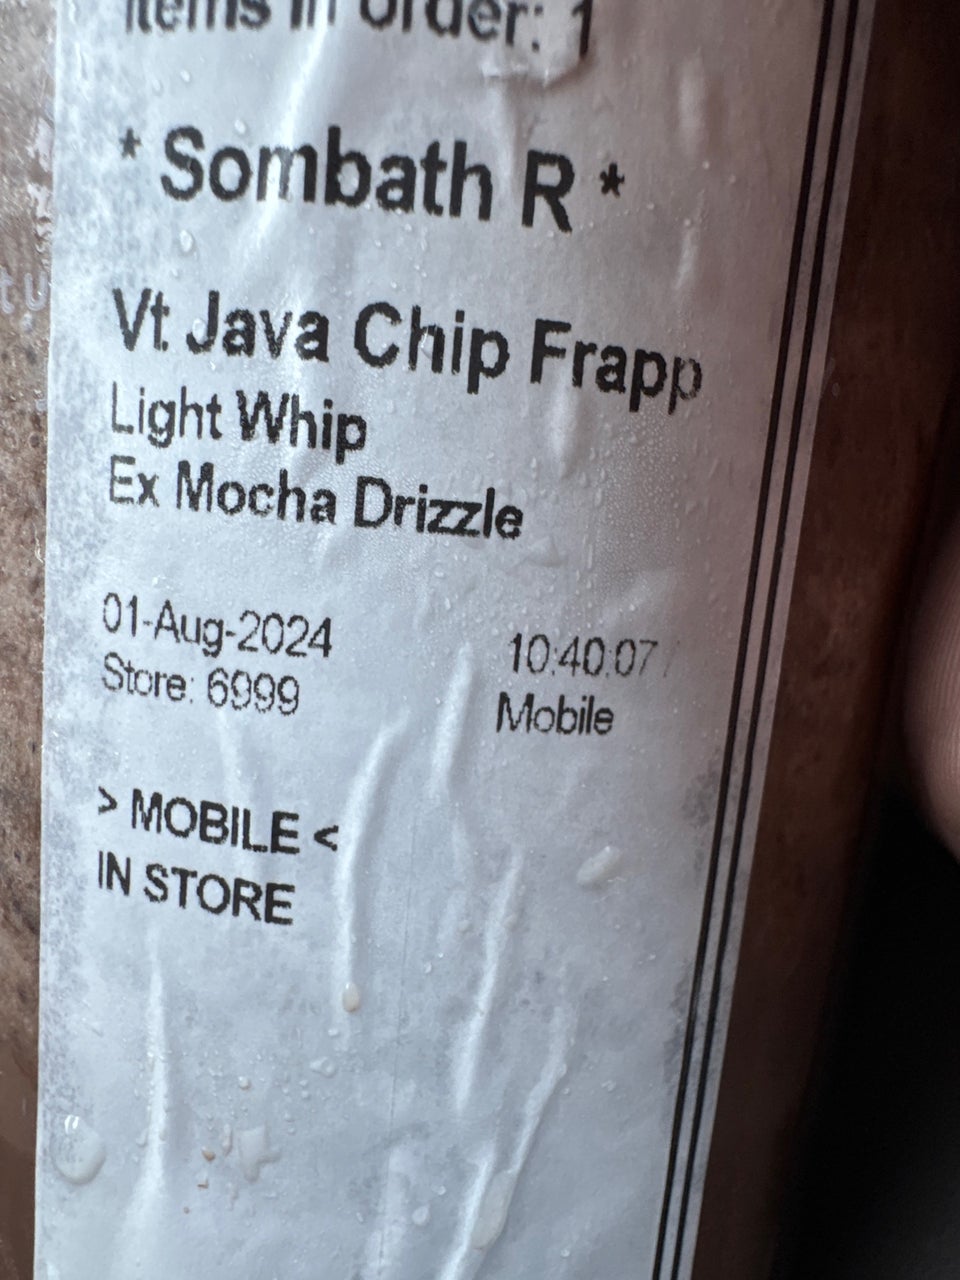 Items in order: 1
* Sombath R *
Vt Java Chip Frapp
Light Whip
Ex Mocha Drizzle
01-Aug-2024 10:40:07
Store: 6999 Mobile
> MOBILE <
IN STORE